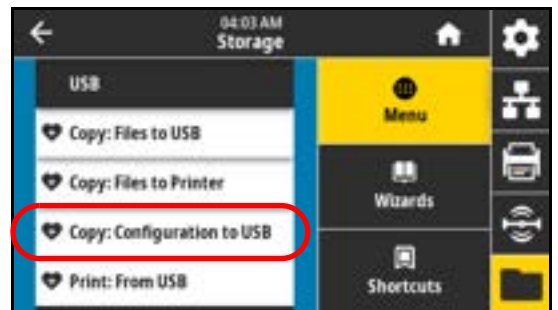 04:03 AM
Storage
USB
Copy: Files to USB
Copy: Files to Printer
Copy: Configuration to USB
Print: From USB
Menu
Wizards
Shortcuts